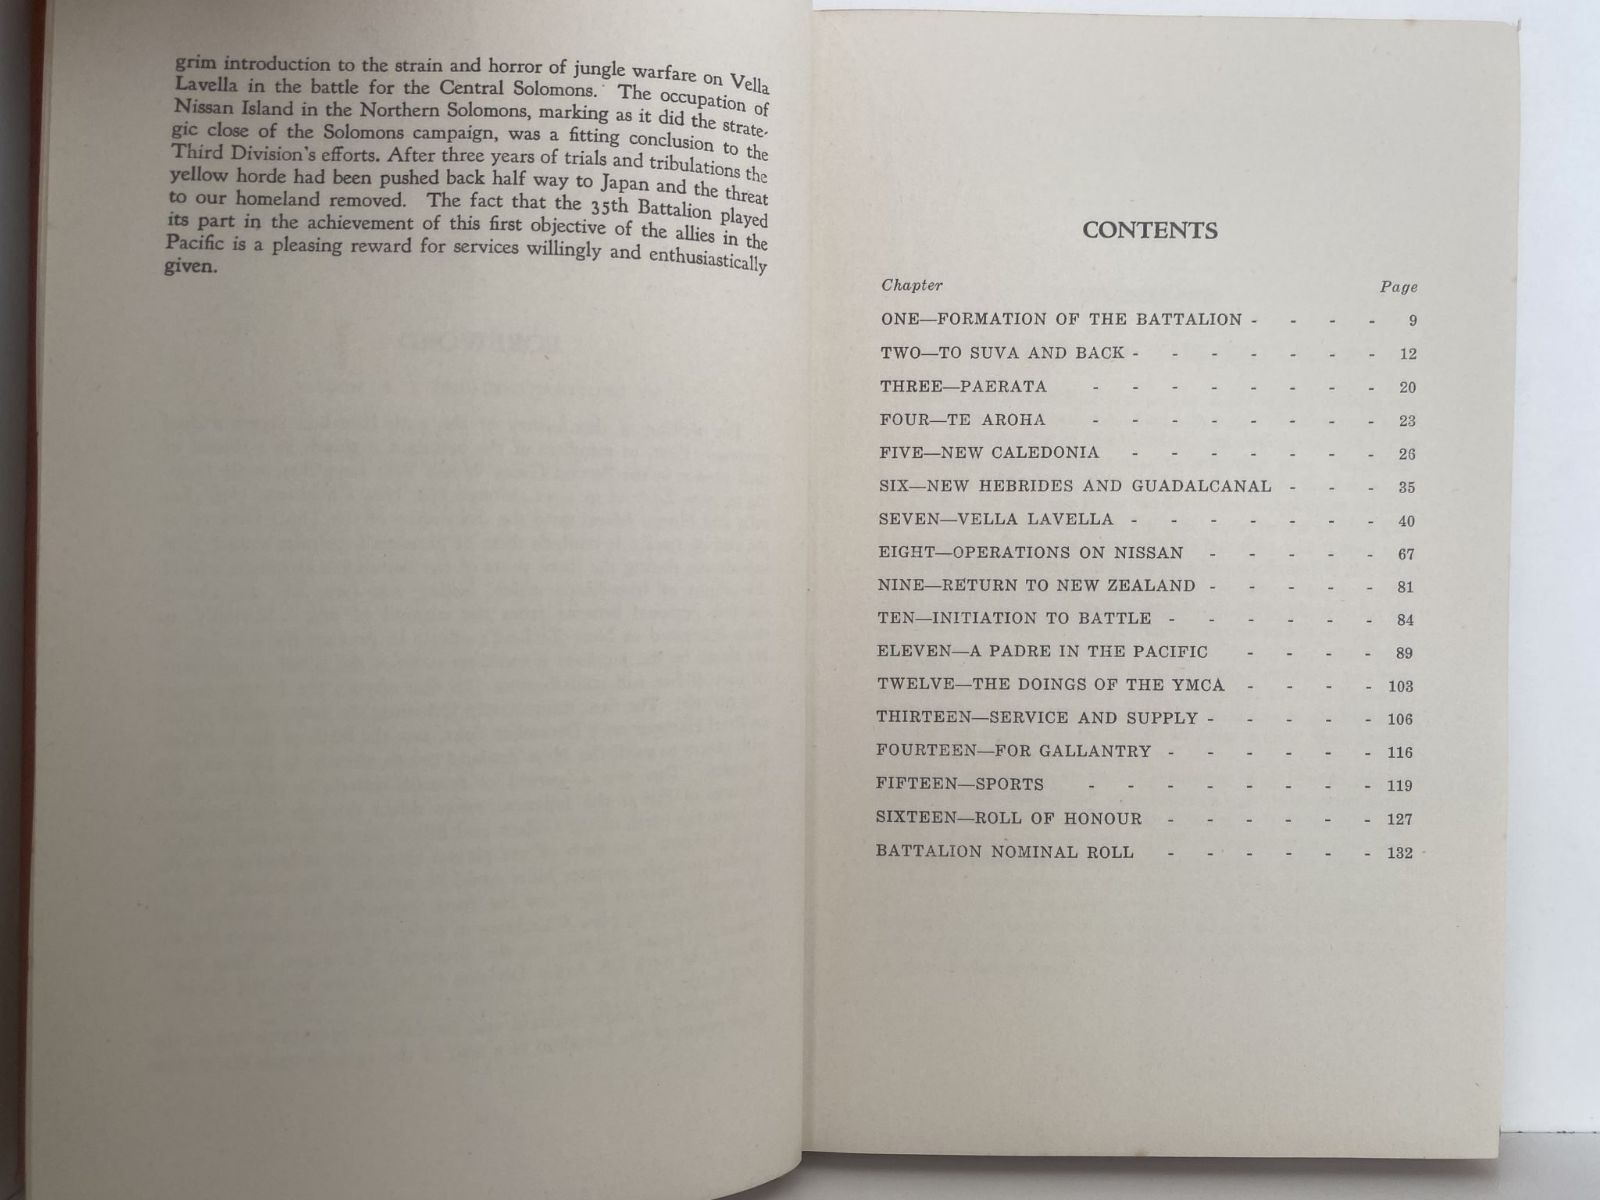 grim introduction to the strain and horror of jungle warfare on Vella
Lavella in the battle for the Central Solomons. The occupation of
Nissan Island in the Northern Solomons, marking as it did the strate-
gic close of the Solomons campaign, was a fitting conclusion to the
Third Division's efforts. After three years of trials and tribulations the
yellow horde had been pushed back half way to Japan and the threat
to our homeland removed. The fact that the 35th Battalion played
its part in the achievement of this first objective of the allies in the
Pacific is a pleasing reward for services willingly and enthusiastically
given.
CONTENTS
Chapter Page
ONE—FORMATION OF THE BATTALION - - - - 9
TWO—TO SUVA AND BACK - - - - - - - 12
THREE—PAERATA - - - - - - - - 20
FOUR—TE AROHA - - - - - - - - 23
FIVE—NEW CALEDONIA - - - - - - - 26
SIX—NEW HEBRIDES AND GUADALCANAL - - - 35
SEVEN—VELLA LAVELLA - - - - - - - 40
EIGHT—OPERATIONS ON NISSAN - - - - - 67
NINE—RETURN TO NEW ZEALAND - - - - - 81
TEN—INITIATION TO BATTLE - - - - - - 84
ELEVEN—A PADRE IN THE PACIFIC - - - - 89
TWELVE—THE DOINGS OF THE YMCA - - - - 103
THIRTEEN—SERVICE AND SUPPLY - - - - - 106
FOURTEEN—FOR GALLANTRY - - - - - - 116
FIFTEEN—SPORTS - - - - - - - - 119
SIXTEEN—ROLL OF HONOUR - - - - - - 127
BATTALION NOMINAL ROLL - - - - - - 132